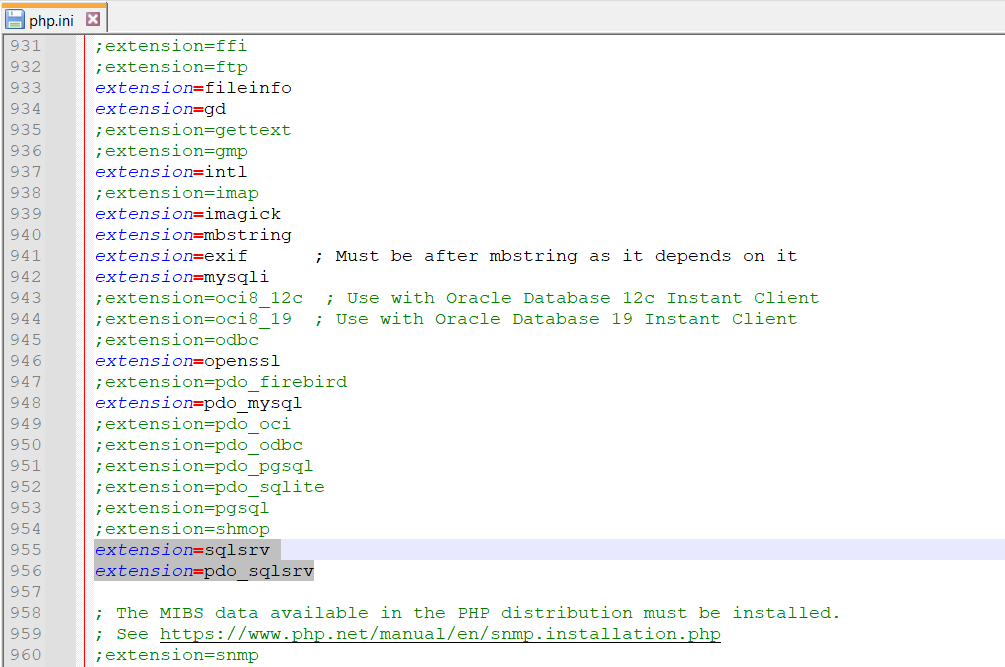 php.ini
931 ;extension=ffi
932 ;extension=ftp
933 extension=fileinfo
934 extension=gd
935 ;extension=gettext
936 ;extension=gmp
937 extension=intl
938 ;extension=imap
939 extension=imagick
940 extension=mbstring
941 extension=exif      ; Must be after mbstring as it depends on it
942 extension=mysqli
943 ;extension=oci8_12c  ; Use with Oracle Database 12c Instant Client
944 ;extension=oci8_19  ; Use with Oracle Database 19 Instant Client
945 ;extension=odbc
946 extension=openssl
947 ;extension=pdo_firebird
948 extension=pdo_mysql
949 ;extension=pdo_oci
950 ;extension=pdo_odbc
951 ;extension=pdo_pgsql
952 ;extension=pdo_sqlite
953 ;extension=pgsql
954 ;extension=shmop
955 extension=sqlsrv
956 extension=pdo_sqlsrv
957
958 ; The MIBS data available in the PHP distribution must be installed.
959 ; See https://www.php.net/manual/en/snmp.installation.php
960 ;extension=snmp